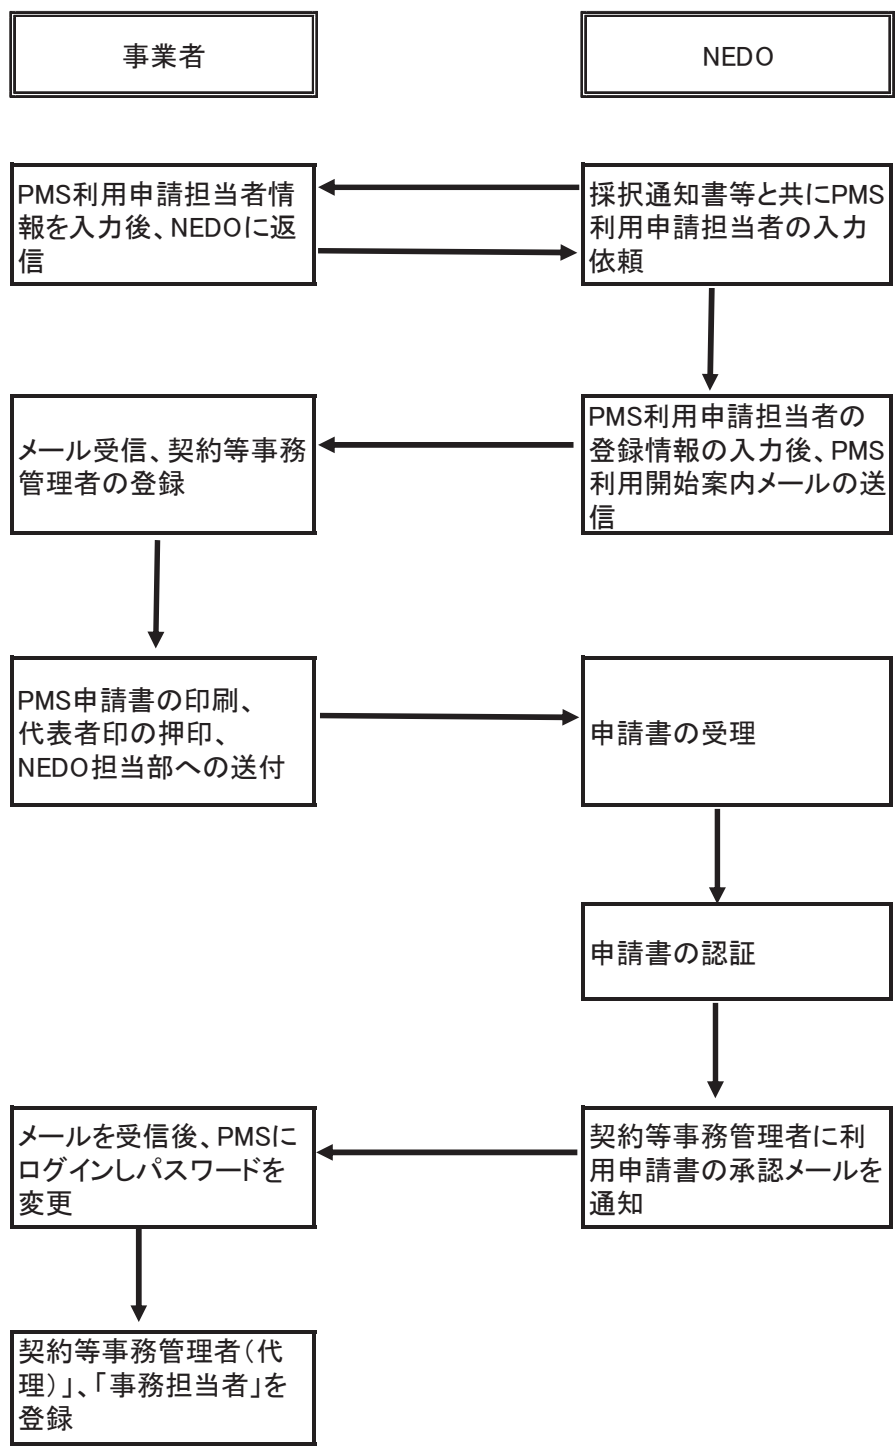 事業者
NEDO
PMS利用申請担当者情
報を入力後、NEDOに返
信
採択通知書等と共にPMS
利用申請担当者の入力
依頼
メール受信、契約等事務
管理者の登録
PMS利用申請担当者の
登録情報の入力後、PMS
利用開始案内メールの送
信
PMS申請書の印刷、
代表者印の押印、
NEDO担当部への送付
申請書の受理
申請書の認証
メールを受信後、PMSに
ログインしパスワードを
変更
契約等事務管理者に利
用申請書の承認メールを
通知
契約等事務管理者(代
理)」、「事務担当者」を
登録